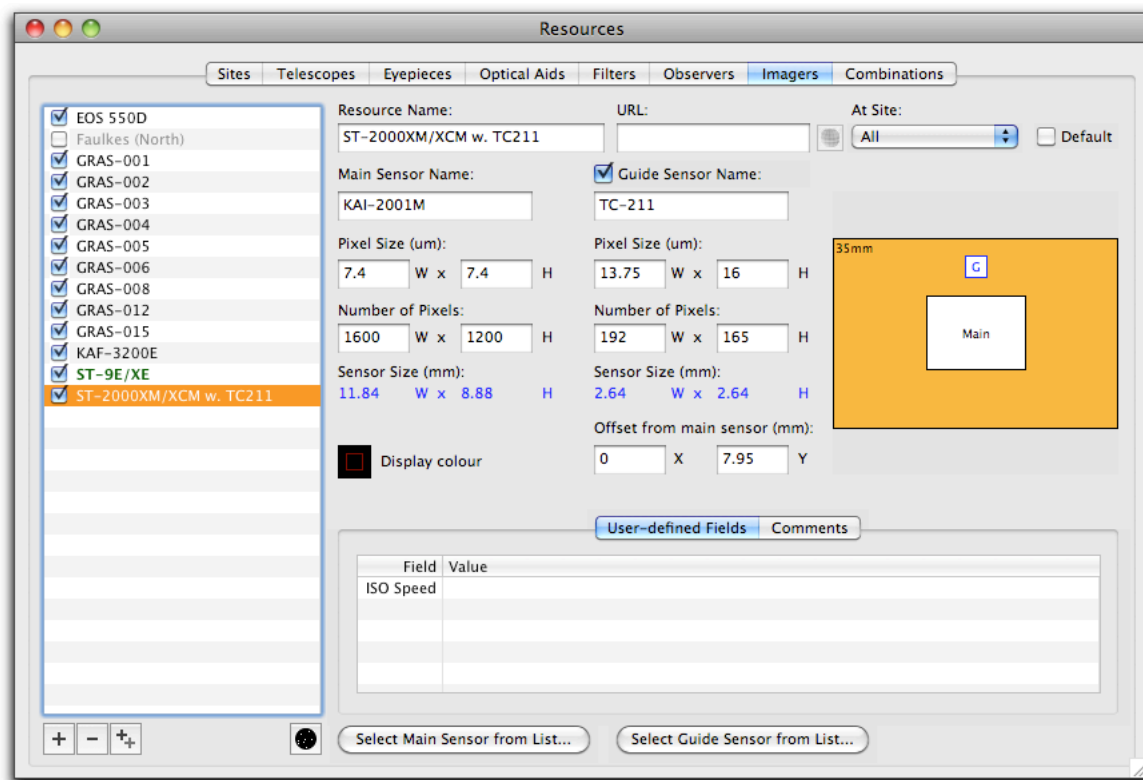 Resources
Sites Telescopes Eyepieces Optical Aids Filters Observers Imagers Combinations
EOS 550D
Faulkes (North)
GRAS-001
GRAS-002
GRAS-003
GRAS-004
GRAS-005
GRAS-006
GRAS-008
GRAS-012
GRAS-015
KAF-3200E
ST-9E/XE
ST-2000XM/XCM w. TC211
Resource Name: URL: At Site:
ST-2000XM/XCM w. TC211 All Default
Main Sensor Name: Guide Sensor Name:
KAI-2001M TC-211
Pixel Size (um): Pixel Size (um):
7.4 W x 7.4 H 13.75 W x 16 H
Number of Pixels: Number of Pixels:
1600 W x 1200 H 192 W x 165 H
Sensor Size (mm): Sensor Size (mm):
11.84 W x 8.88 H 2.64 W x 2.64 H
Offset from main sensor (mm):
Display colour 0 X 7.95 Y
35mm
G
Main
User-defined Fields Comments
Field Value
ISO Speed
+ - ++ Select Main Sensor from List... Select Guide Sensor from List...